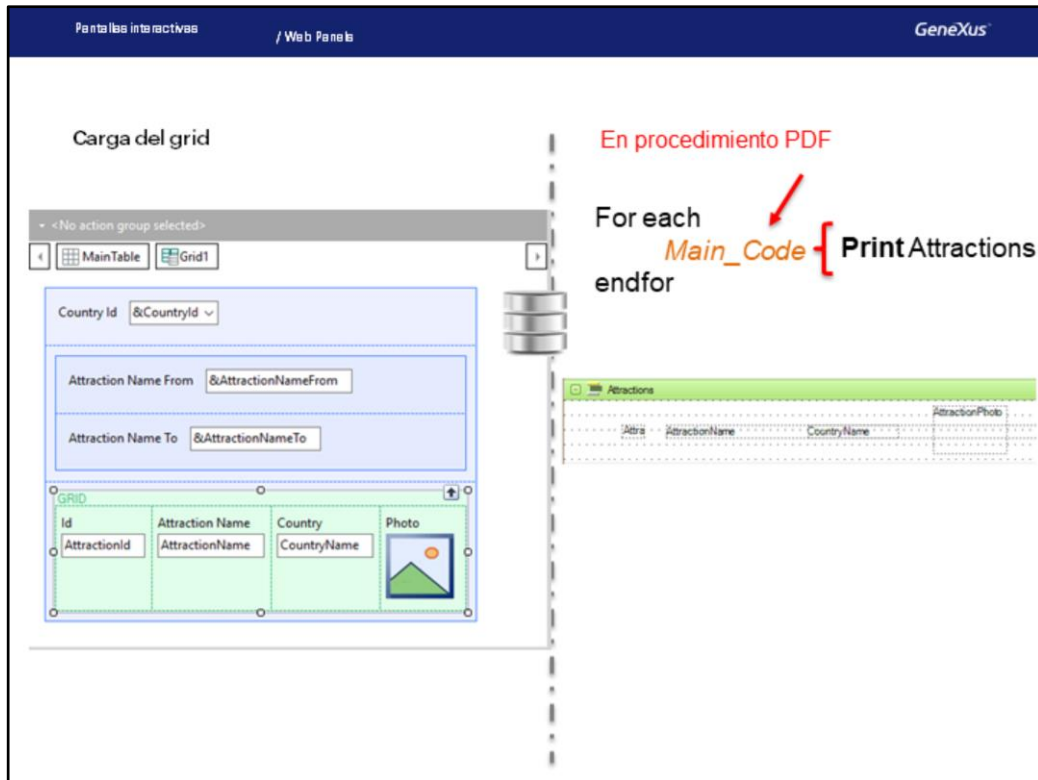 Pantallas interactivas / Web Panels GeneXus
Carga del grid
<No action group selected>
MainTable Grid1
Country Id &CountryId
Attraction Name From &AttractionNameFrom
Attraction Name To &AttractionNameTo
GRID
Id Attraction Name Country Photo
AttractionId AttractionName CountryName
En procedimiento PDF
For each
Main_Code Print Attractions
endfor
Attractions
AttractionPhoto
Attra AttractionName CountryName